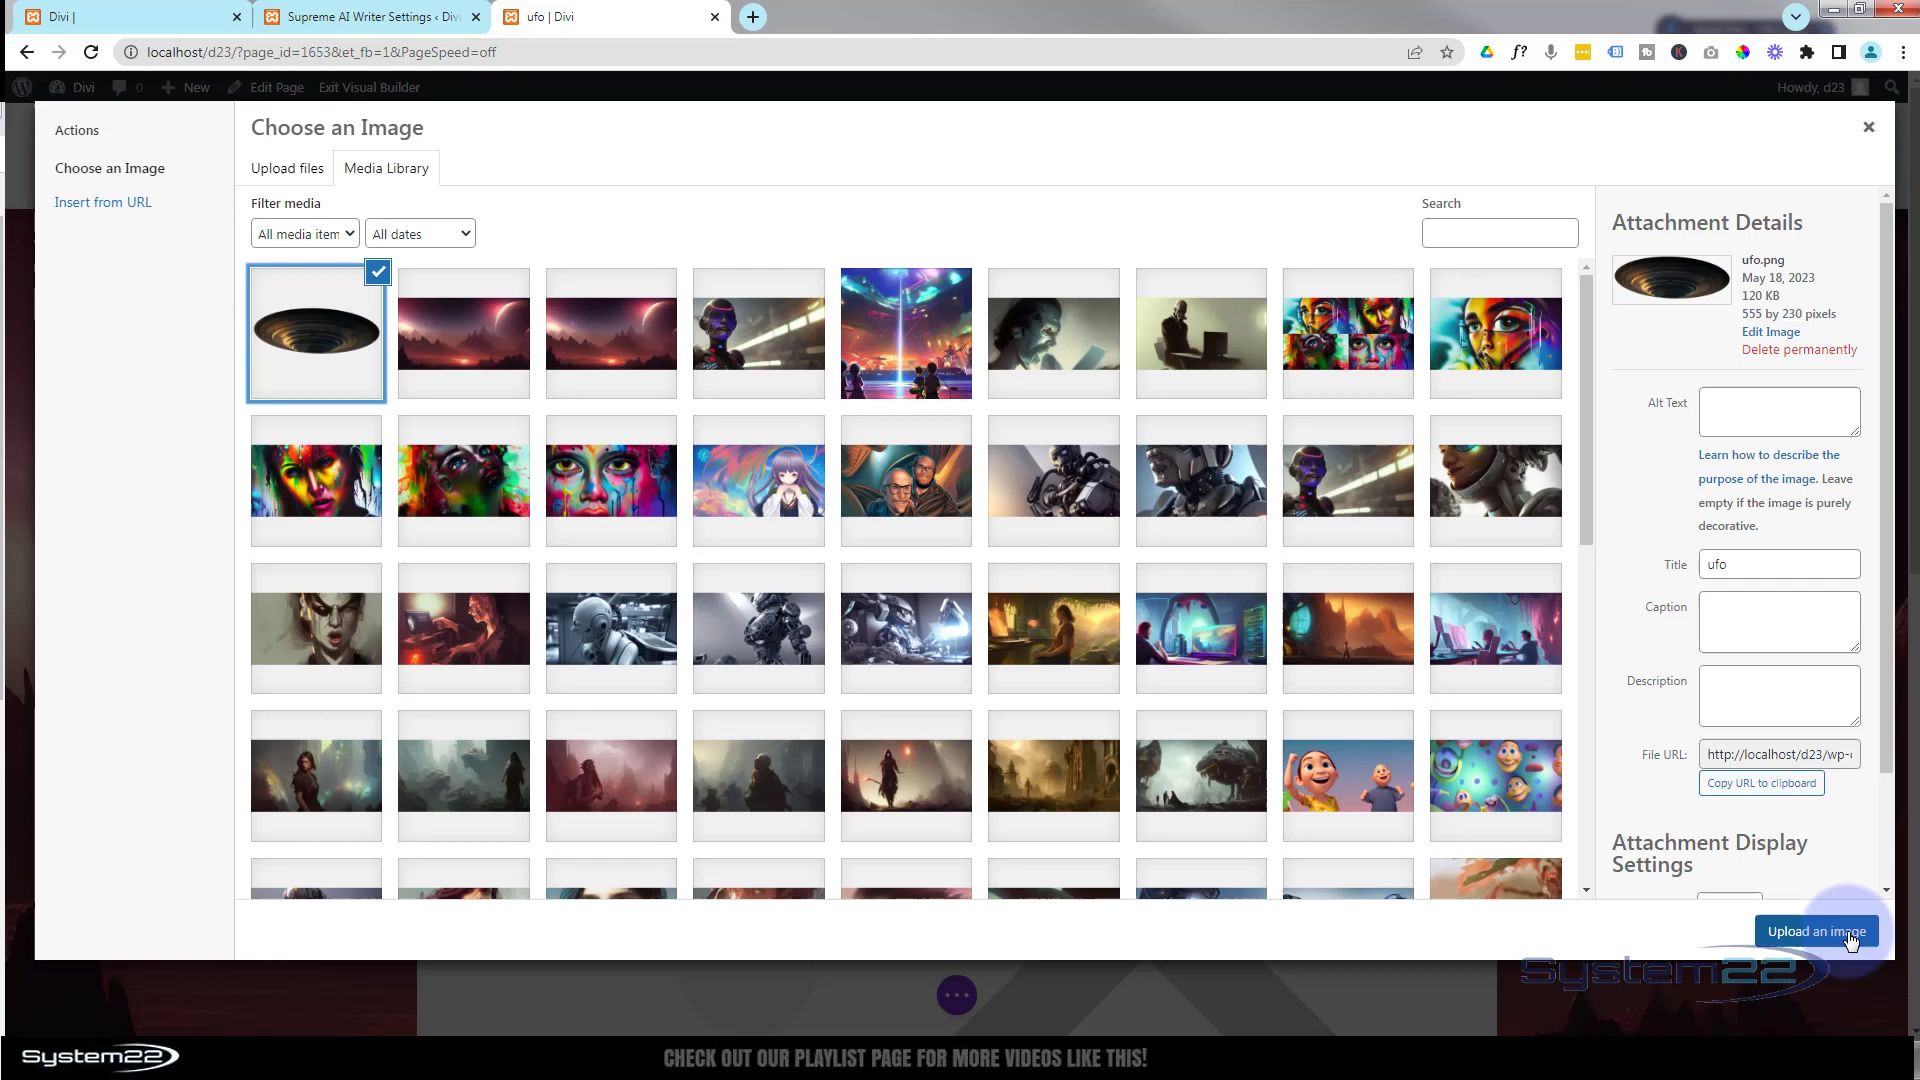 Divi |
Supreme AI Writer Settings ‹ Divi
ufo | Divi
localhost/d23/?page_id=1653&et_fb=1&PageSpeed=off
Divi
0
New
Edit Page
Exit Visual Builder
Howdy, d23
Actions
Choose an Image
Insert from URL
Choose an Image
Upload files
Media Library
Filter media
All media item
All dates
Search
Attachment Details
ufo.png
May 18, 2023
120 KB
555 by 230 pixels
Edit Image
Delete permanently
Alt Text
Learn how to describe the
purpose of the image. Leave
empty if the image is purely
decorative.
Title
ufo
Caption
Description
File URL:
http://localhost/d23/wp-
Copy URL to clipboard
Attachment Display
Settings
Upload an image
System22
System22
CHECK OUT OUR PLAYLIST PAGE FOR MORE VIDEOS LIKE THIS!